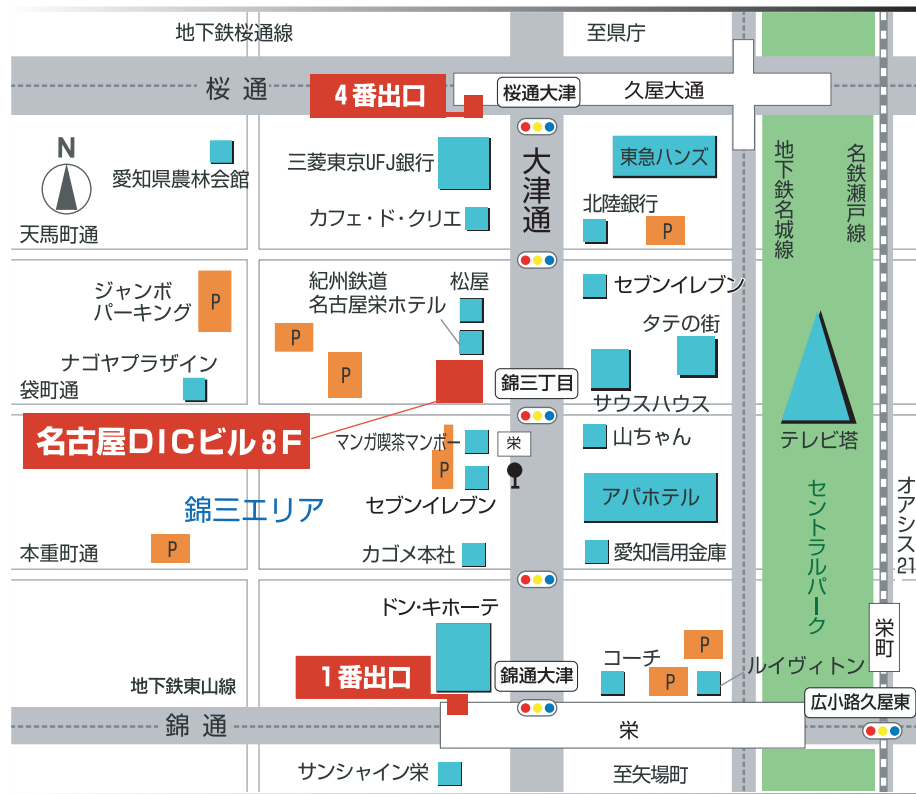 地下鉄桜通線
至県庁
桜通
4番出口
桜通大津
久屋大通
N
愛知県農林会館
天馬町通
三菱東京UFJ銀行
カフェ・ド・クリエ
大津通
東急ハンズ
北陸銀行
P
地下鉄名城線
名鉄瀬戸線
ジャンボ
パーキング
P
紀州鉄道
名古屋栄ホテル
松屋
セブンイレブン
タテの街
P
P
ナゴヤプラザイン
袋町通
錦三丁目
サウスハウス
テレビ塔
名古屋DICビル8F
マンガ喫茶マンボー
P
栄
山ちゃん
セブンイレブン
アパホテル
錦三エリア
セントラルパーク
オアシス21
本重町通
P
カゴメ本社
愛知信用金庫
ドン・キホーテ
栄町
1番出口
錦通大津
コーチ
P
P
ルイヴィトン
地下鉄東山線
広小路久屋東
錦通
栄
サンシャイン栄
至矢場町